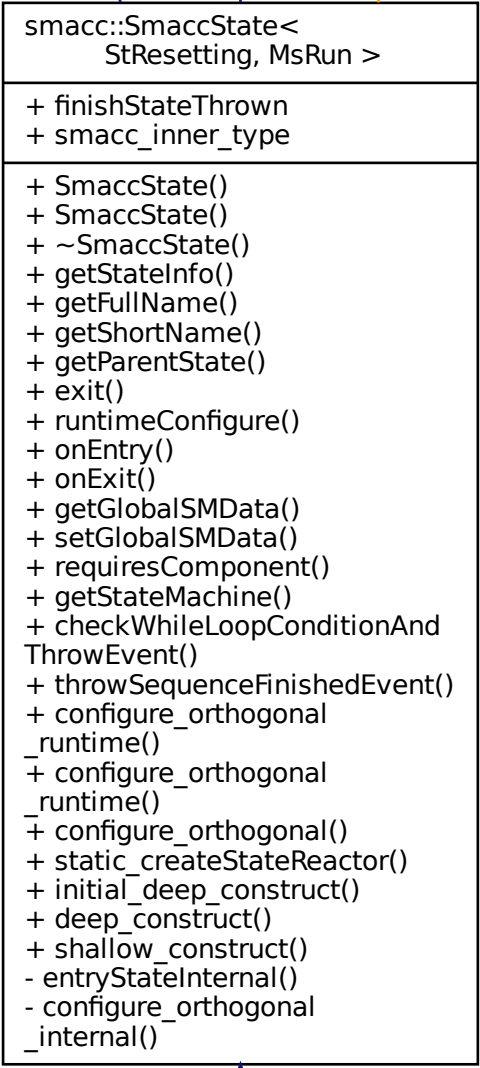 smacc::SmaccState<
StResetting, MsRun >
+ finishStateThrown
+ smacc_inner_type
+ SmaccState()
+ SmaccState()
+ ~SmaccState()
+ getStateInfo()
+ getFullName()
+ getShortName()
+ getParentState()
+ exit()
+ runtimeConfigure()
+ onEntry()
+ onExit()
+ getGlobalSMData()
+ setGlobalSMData()
+ requiresComponent()
+ getStateMachine()
+ checkWhileLoopConditionAnd
ThrowEvent()
+ throwSequenceFinishedEvent()
+ configure_orthogonal
_runtime()
+ configure_orthogonal
_runtime()
+ configure_orthogonal()
+ static_createStateReactor()
+ initial_deep_construct()
+ deep_construct()
+ shallow_construct()
- entryStateInternal()
- configure_orthogonal
_internal()